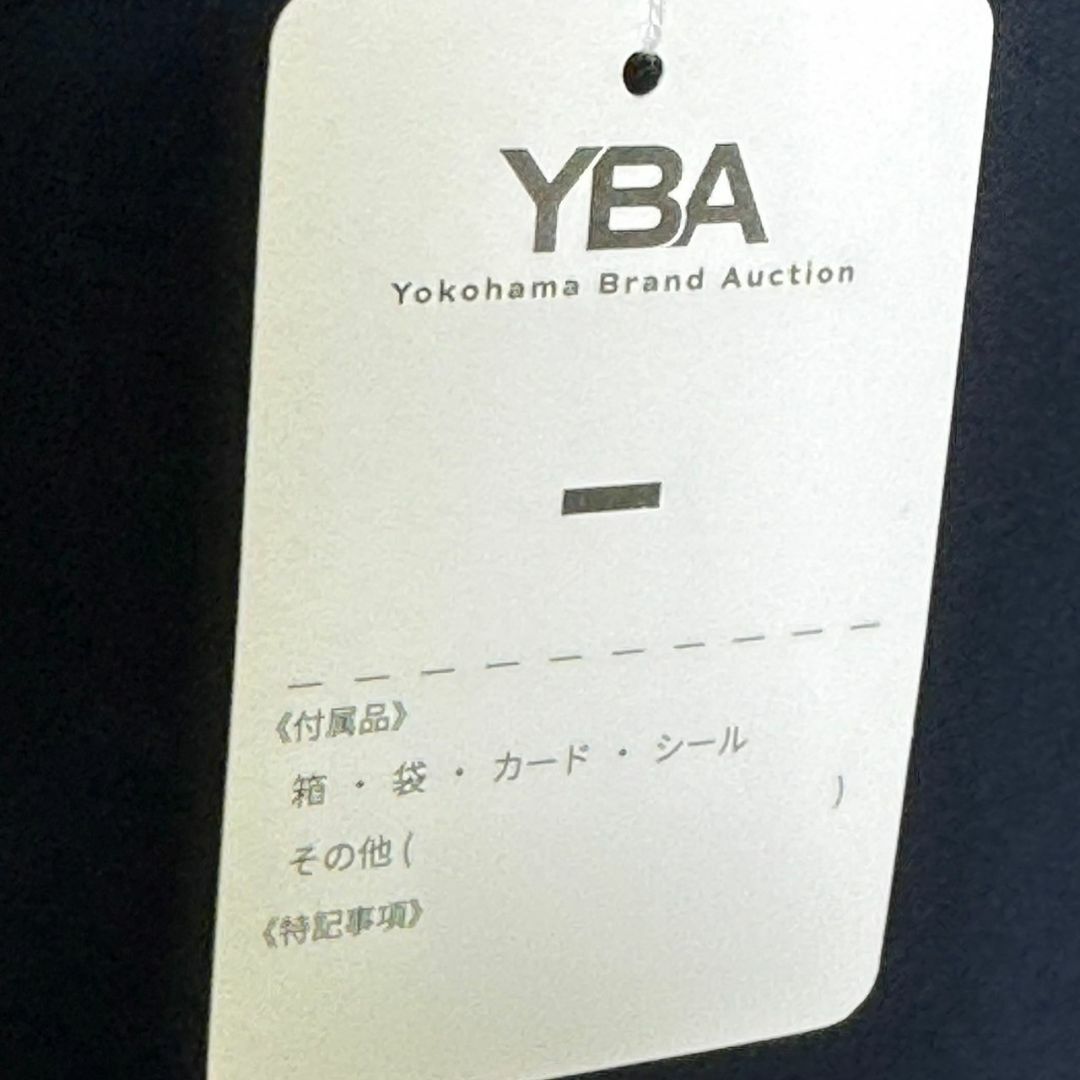 YBA
Yokohama Brand Auction
《付属品》
箱 ・ 袋 ・ カード ・ シール
その他 ( )
《特記事項》